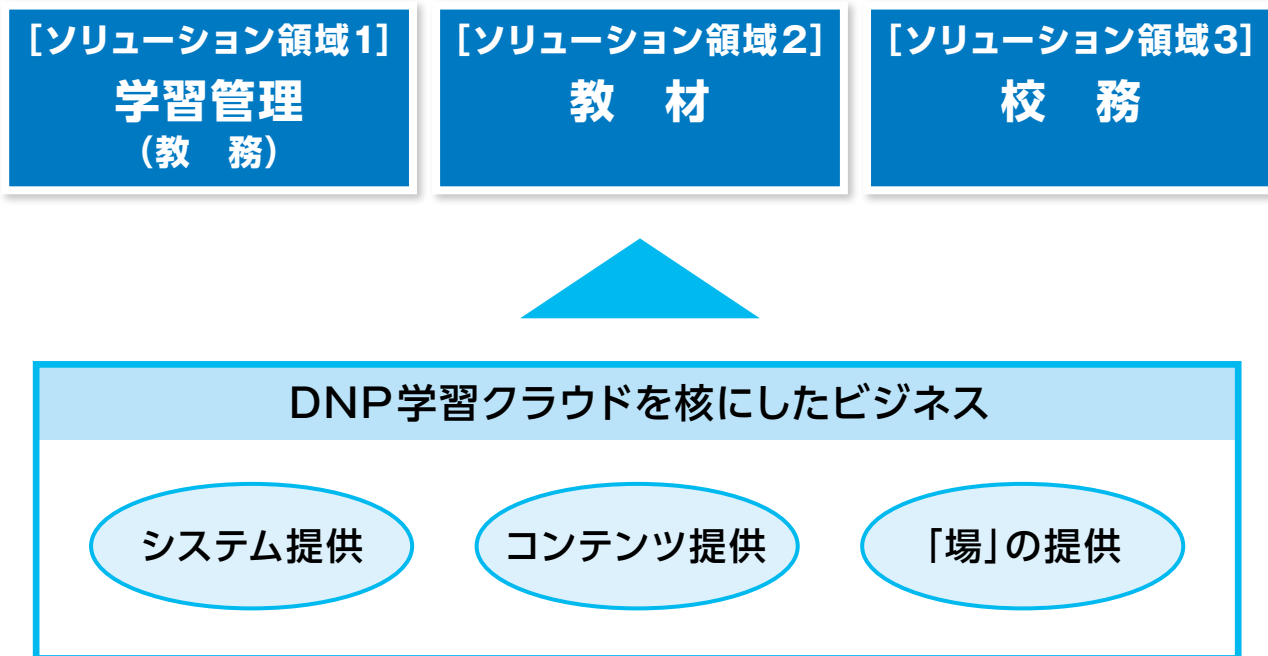 [ソリューション領域1]
学習管理
(教 務)
[ソリューション領域2]
教 材
[ソリューション領域3]
校 務
DNP学習クラウドを核にしたビジネス
システム提供
コンテンツ提供
「場」の提供